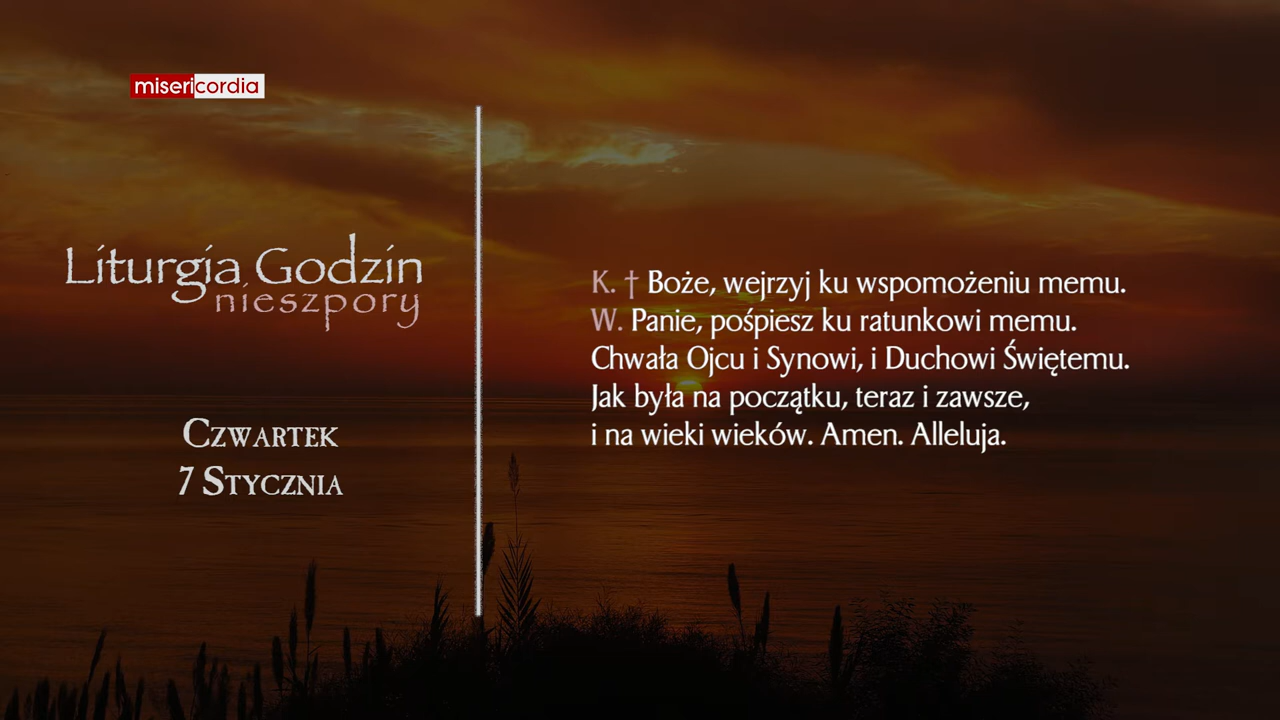 misericordia
Liturgia Godzin
nieszpory
Czwartek
7 Stycznia
K. † Boże, wejrzyj ku wspomożeniu memu.
W. Panie, pośpiesz ku ratunkowi memu.
Chwała Ojcu i Synowi, i Duchowi Świętemu.
Jak była na początku, teraz i zawsze,
i na wieki wieków. Amen. Alleluja.